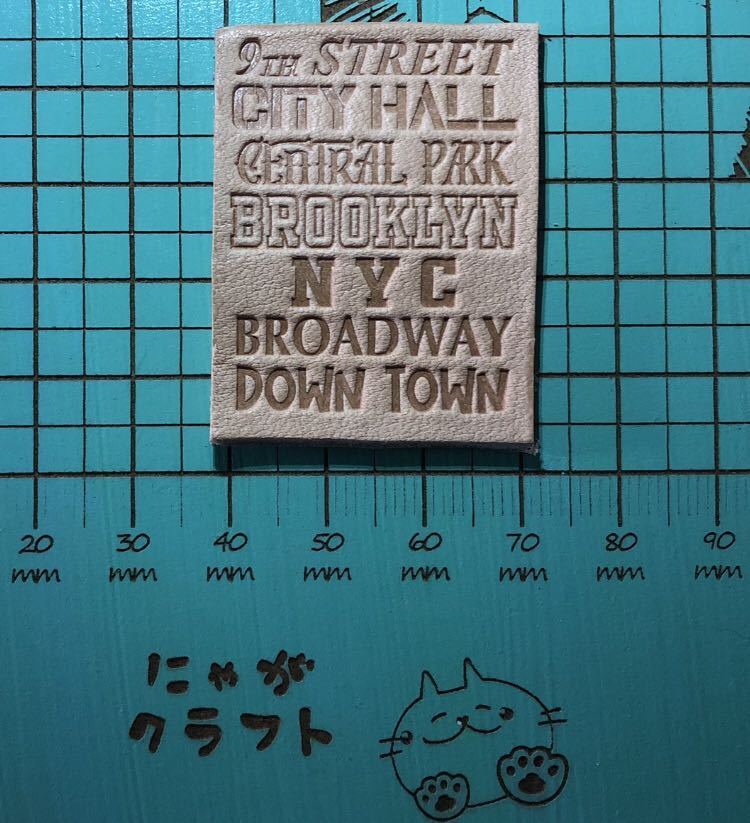 9TH STREET
CITY HALL
CENTRAL PARK
BROOKLYN
NYC
BROADWAY
DOWN TOWN
20 30 40 50 60 70 80 90
mm mm mm mm mm mm mm mm
にゃが
クラフト